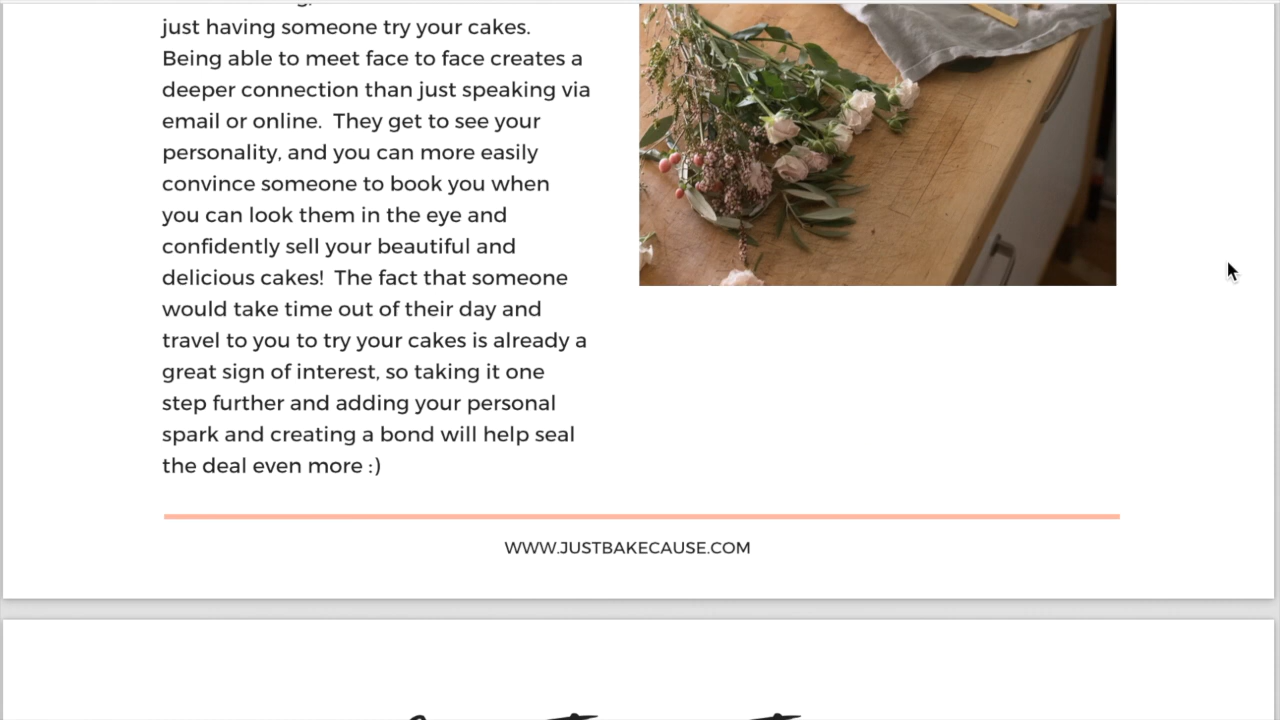 just having someone try your cakes.
Being able to meet face to face creates a
deeper connection than just speaking via
email or online.  They get to see your
personality, and you can more easily
convince someone to book you when
you can look them in the eye and
confidently sell your beautiful and
delicious cakes!  The fact that someone
would take time out of their day and
travel to you to try your cakes is already a
great sign of interest, so taking it one
step further and adding your personal
spark and creating a bond will help seal
the deal even more :)
WWW.JUSTBAKECAUSE.COM